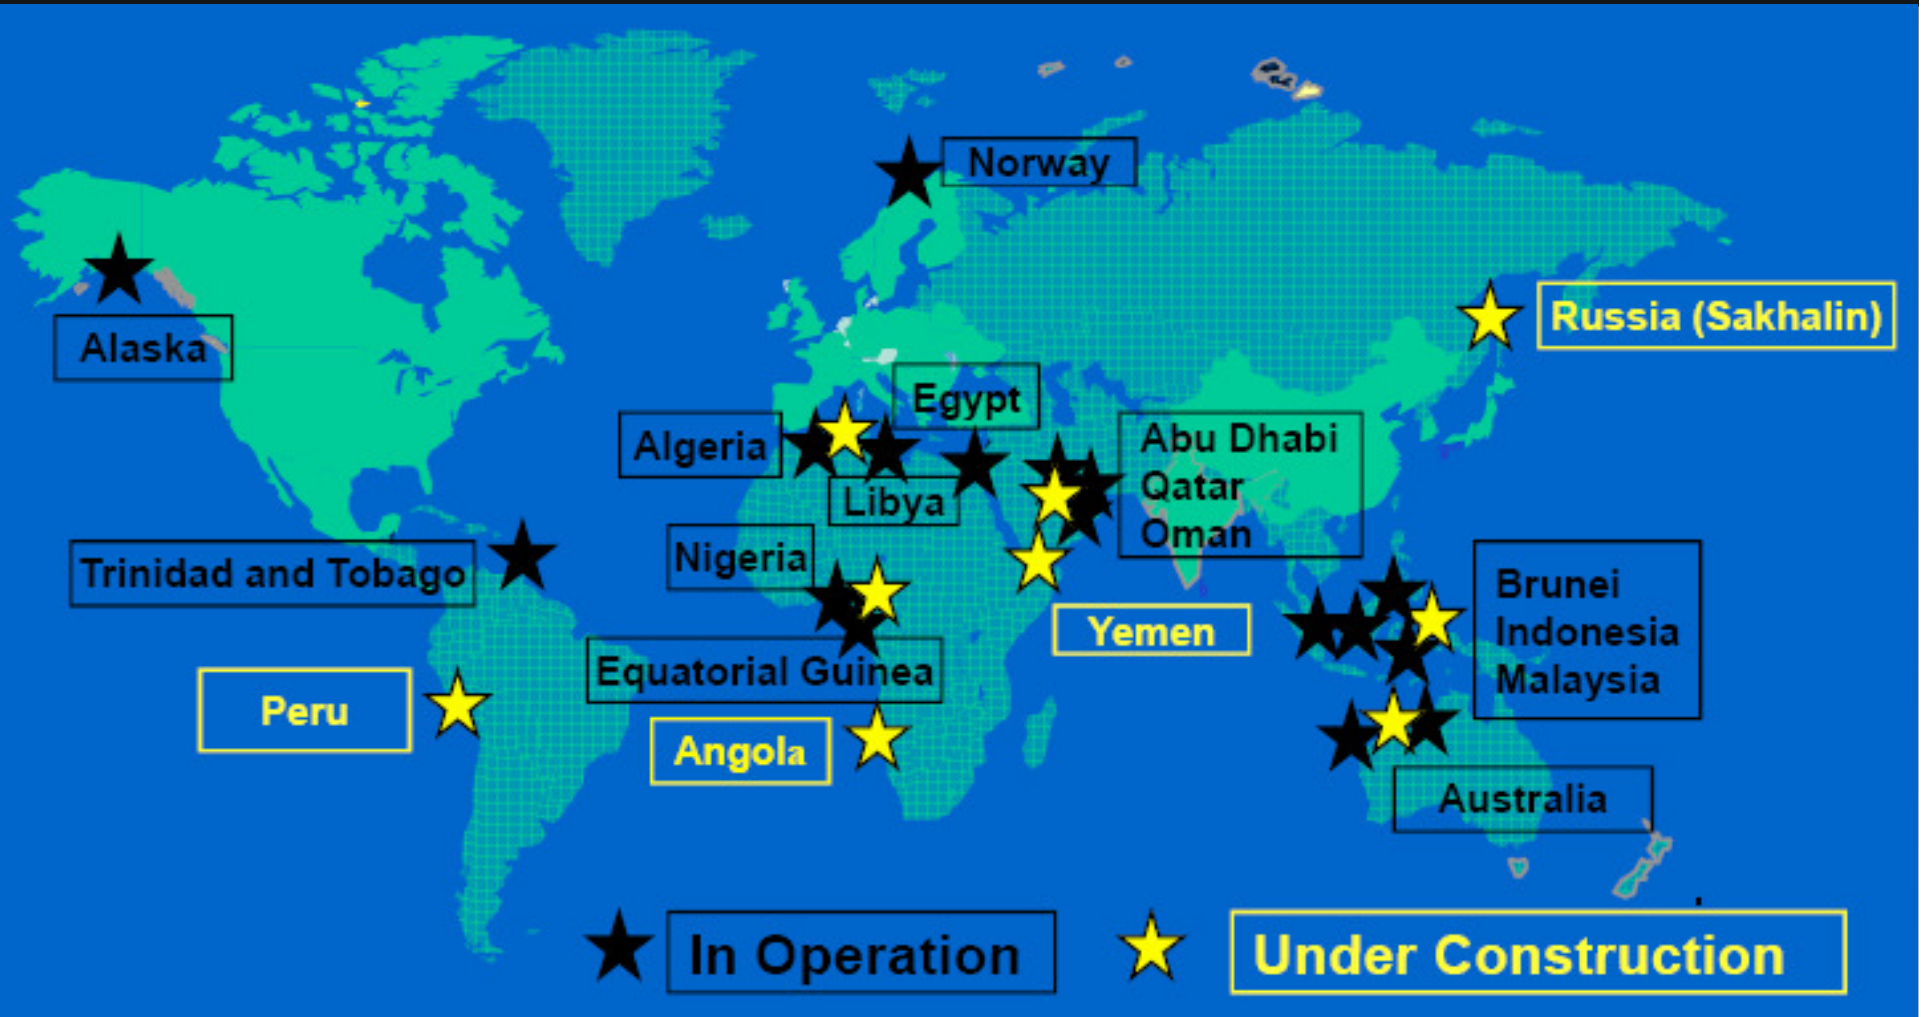 Norway
Russia (Sakhalin)
Alaska
Egypt
Algeria
Abu Dhabi
Qatar
Oman
Libya
Nigeria
Trinidad and Tobago
Brunei
Indonesia
Malaysia
Yemen
Equatorial Guinea
Peru
Angola
Australia
In Operation
Under Construction